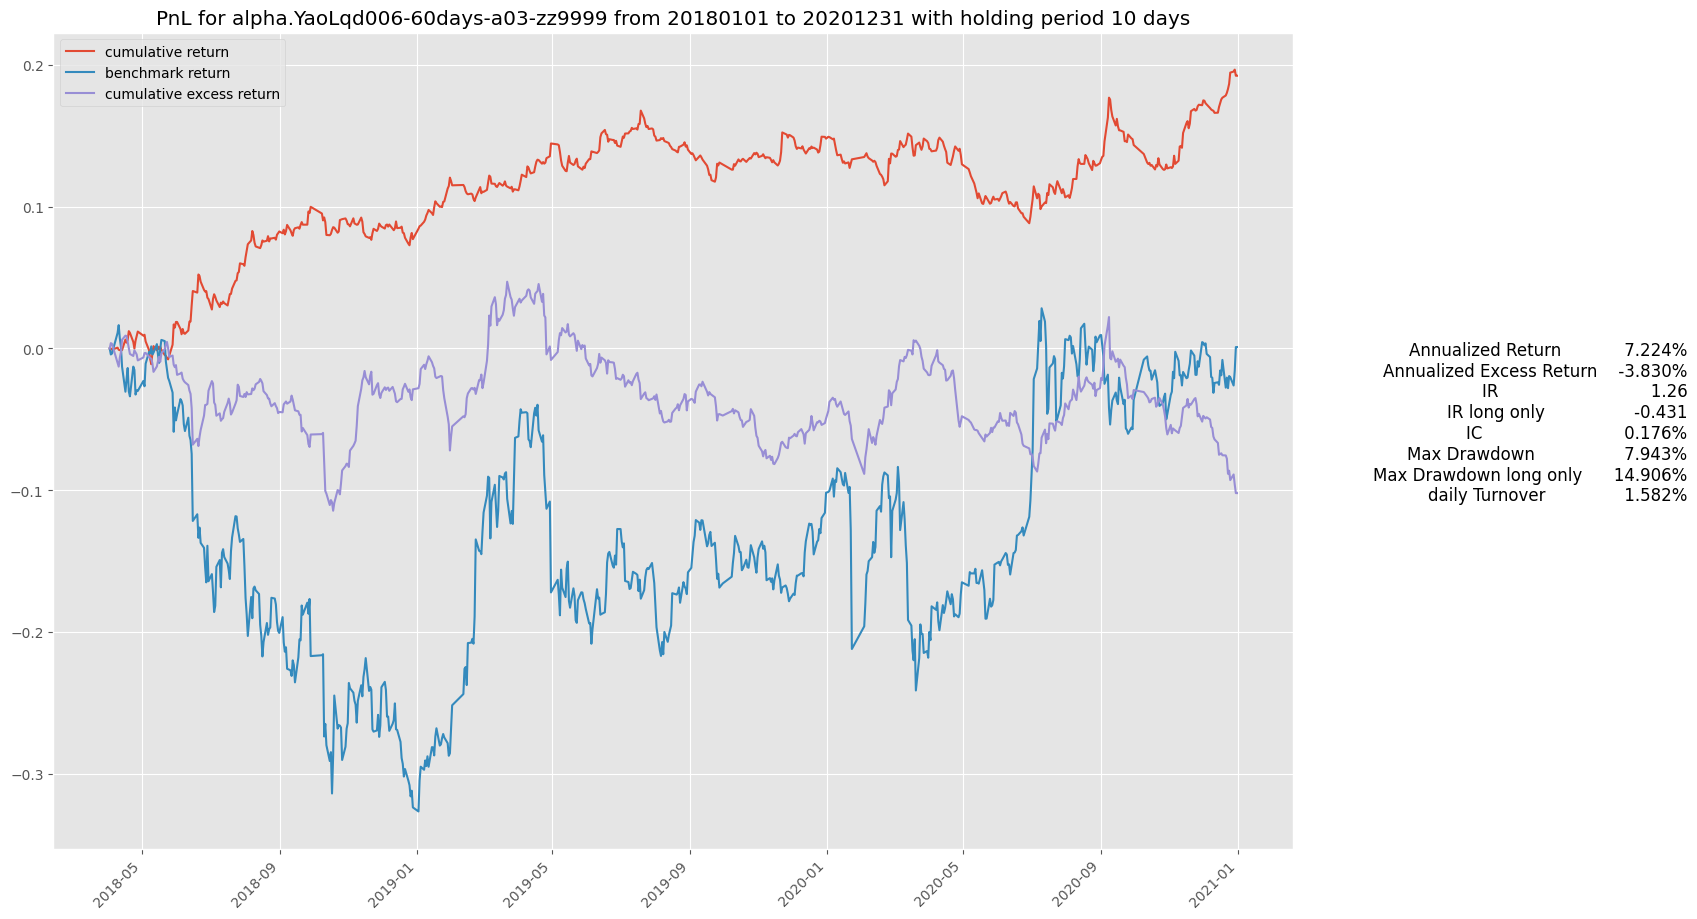 PnL for alpha.YaoLqd006-60days-a03-zz9999 from 20180101 to 20201231 with holding period 10 days
cumulative return
benchmark return
cumulative excess return
0.2
0.1
0.0
−0.1
−0.2
−0.3
2018-05
2018-09
2019-01
2019-05
2019-09
2020-01
2020-05
2020-09
2021-01
Annualized Return 7.224%
Annualized Excess Return -3.830%
IR 1.26
IR long only -0.431
IC 0.176%
Max Drawdown 7.943%
Max Drawdown long only 14.906%
daily Turnover 1.582%